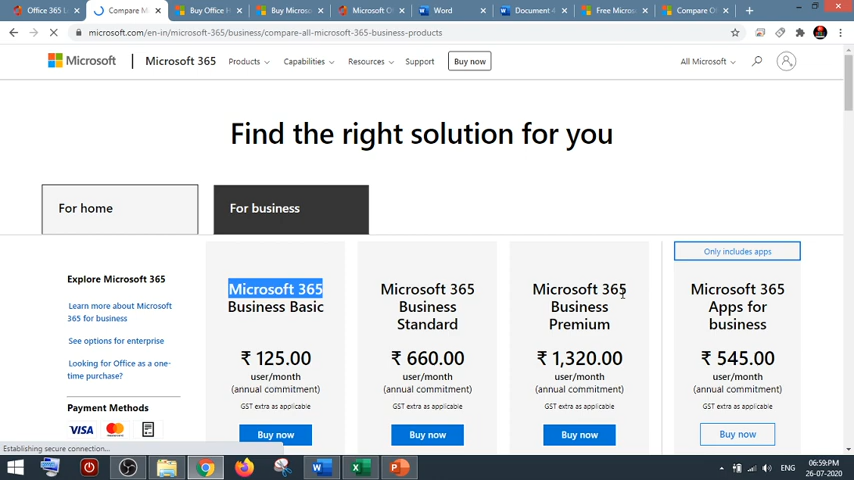 Office 365 L
Compare M
Buy Office H
Buy Microso
Microsoft O
Word
Document
Free Micros
Compare O
microsoft.com/en-in/microsoft-365/business/compare-all-microsoft-365-business-products
Microsoft
Microsoft 365
Products
Capabilities
Resources
Support
Buy now
All Microsoft
Find the right solution for you
For home
For business
Explore Microsoft 365
Learn more about Microsoft
365 for business
See options for enterprise
Looking for Office as a one-
time purchase?
Payment Methods
VISA
Microsoft 365
Business Basic
₹ 125.00
user/month
(annual commitment)
GST extra as applicable
Buy now
Microsoft 365
Business
Standard
₹ 660.00
user/month
(annual commitment)
GST extra as applicable
Buy now
Microsoft 365
Business
Premium
₹ 1,320.00
user/month
(annual commitment)
GST extra as applicable
Buy now
Only includes apps
Microsoft 365
Apps for
business
₹ 545.00
user/month
(annual commitment)
GST extra as applicable
Buy now
Establishing secure connection...
ENG
06:59 PM
26-07-2020